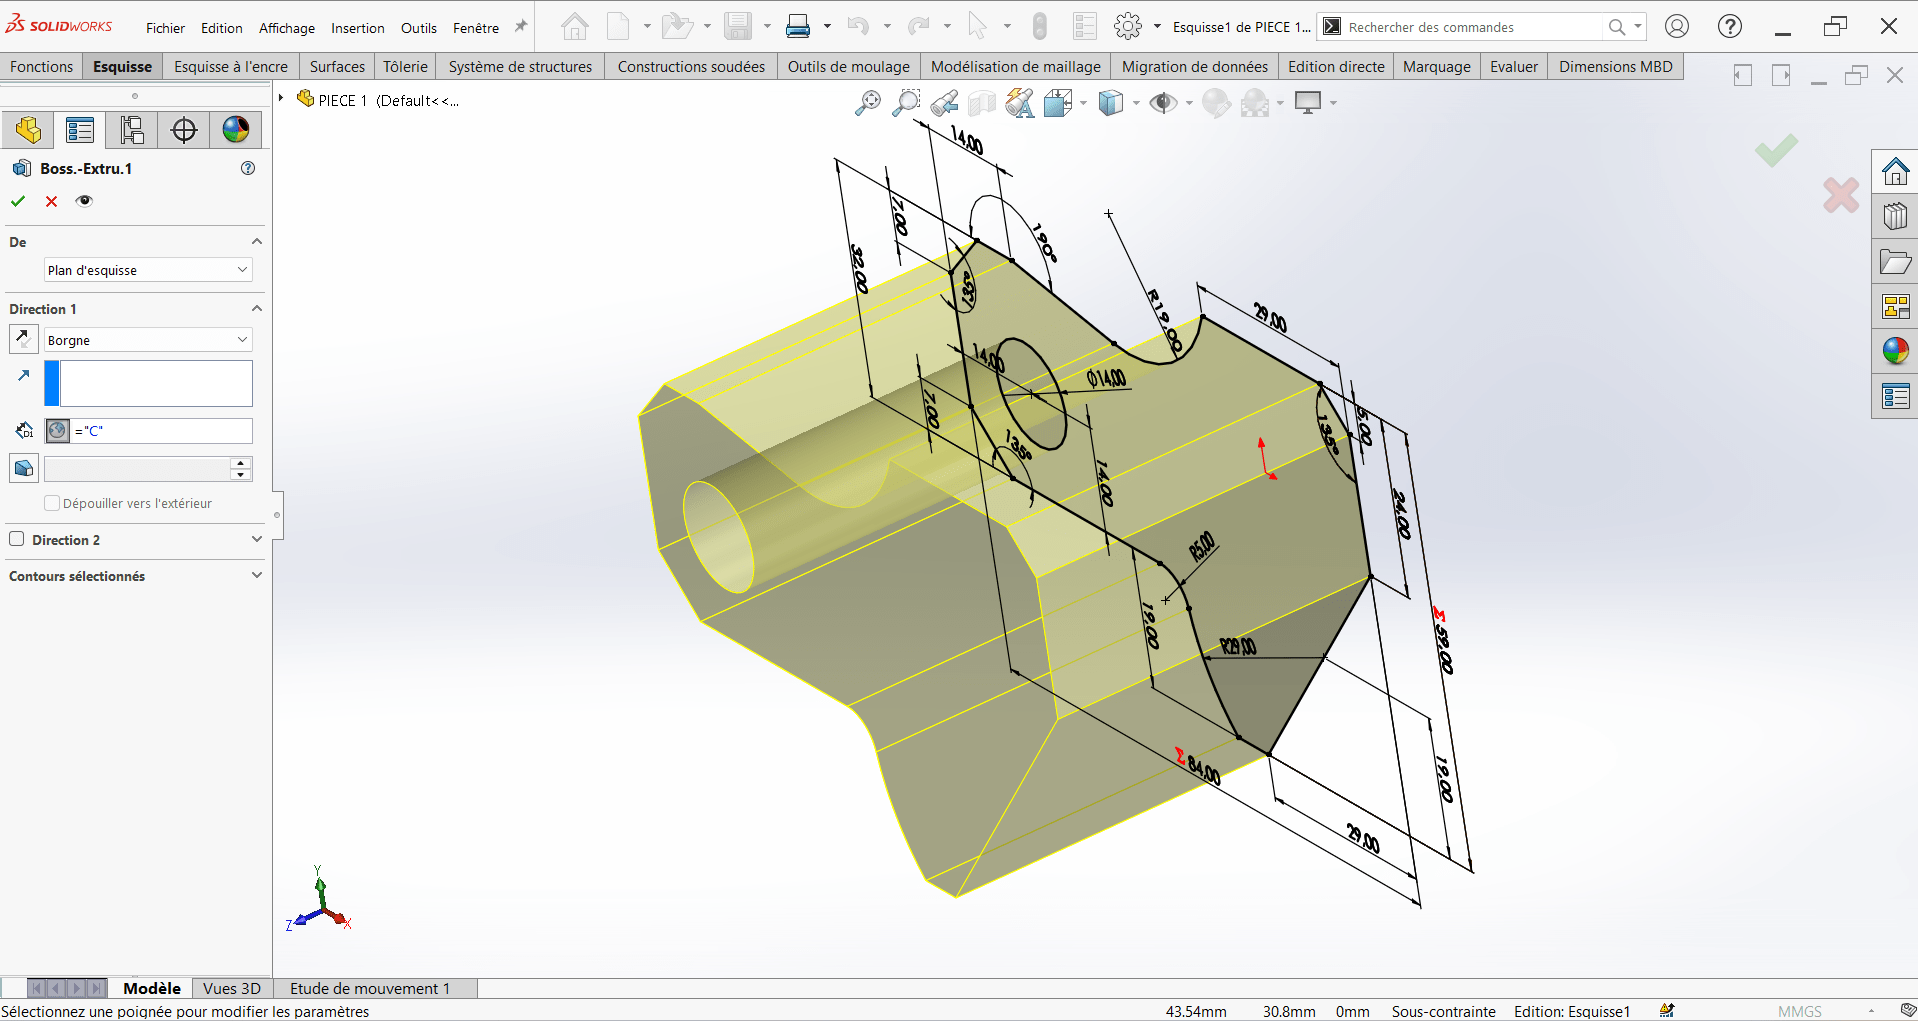 SOLIDWORKS
Fichier Edition Affichage Insertion Outils Fenêtre
Esquisse1 de PIECE 1...
Rechercher des commandes
Fonctions Esquisse Esquisse à l'encre Surfaces Tôlerie Système de structures Constructions soudées Outils de moulage Modélisation de maillage Migration de données Edition directe Marquage Evaluer Dimensions MBD
PIECE 1 (Default<<...
Boss.-Extru.1
De
Plan d'esquisse
Direction 1
Borgne
="C"
Dépouiller vers l'extérieur
Direction 2
Contours sélectionnés
14,00
7,00
32,00
190°
135°
R19,00
29,00
14,00
Ø14,00
7,00
135°
14,00
5,00
135°
24,00
R5,00
19,00
R29,00
Σ 59,00
Σ 84,00
19,00
29,00
Y
Z
X
Modèle Vues 3D Etude de mouvement 1
Sélectionnez une poignée pour modifier les paramètres
43.54mm 30.8mm 0mm Sous-contrainte Edition: Esquisse1 MMGS